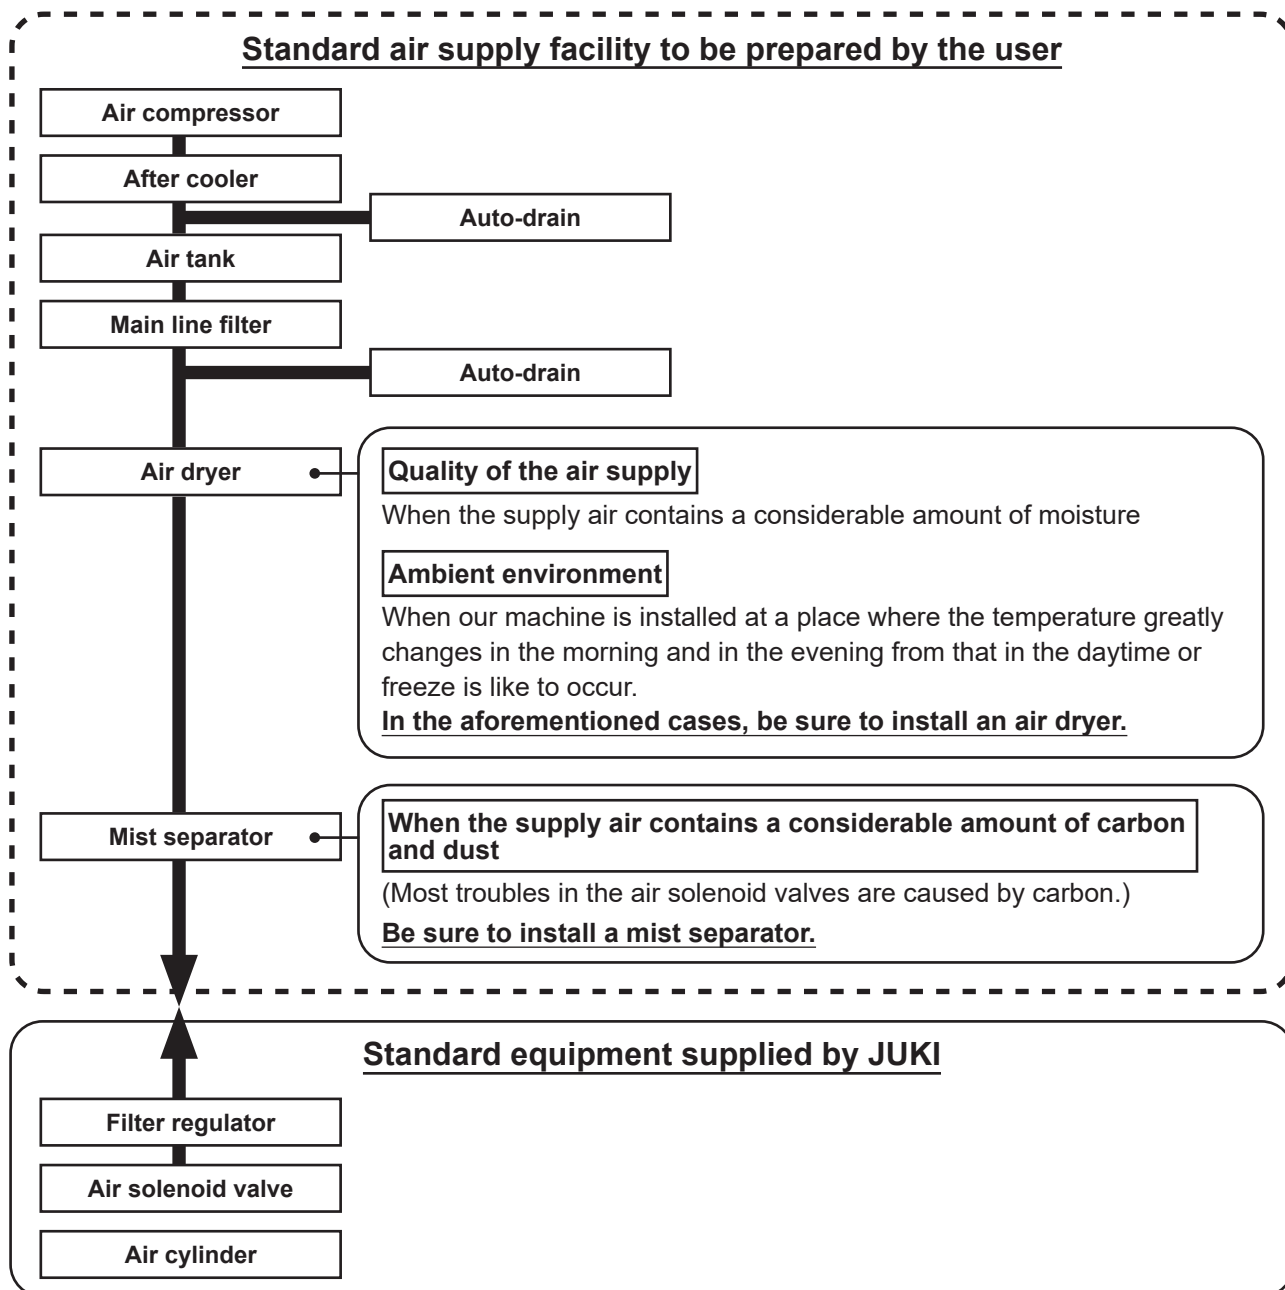 Standard air supply facility to be prepared by the user
Air compressor
After cooler
Auto-drain
Air tank
Main line filter
Auto-drain
Air dryer
Quality of the air supply
When the supply air contains a considerable amount of moisture
Ambient environment
When our machine is installed at a place where the temperature greatly
changes in the morning and in the evening from that in the daytime or
freeze is like to occur.
In the aforementioned cases, be sure to install an air dryer.
Mist separator
When the supply air contains a considerable amount of carbon
and dust
(Most troubles in the air solenoid valves are caused by carbon.)
Be sure to install a mist separator.
Standard equipment supplied by JUKI
Filter regulator
Air solenoid valve
Air cylinder